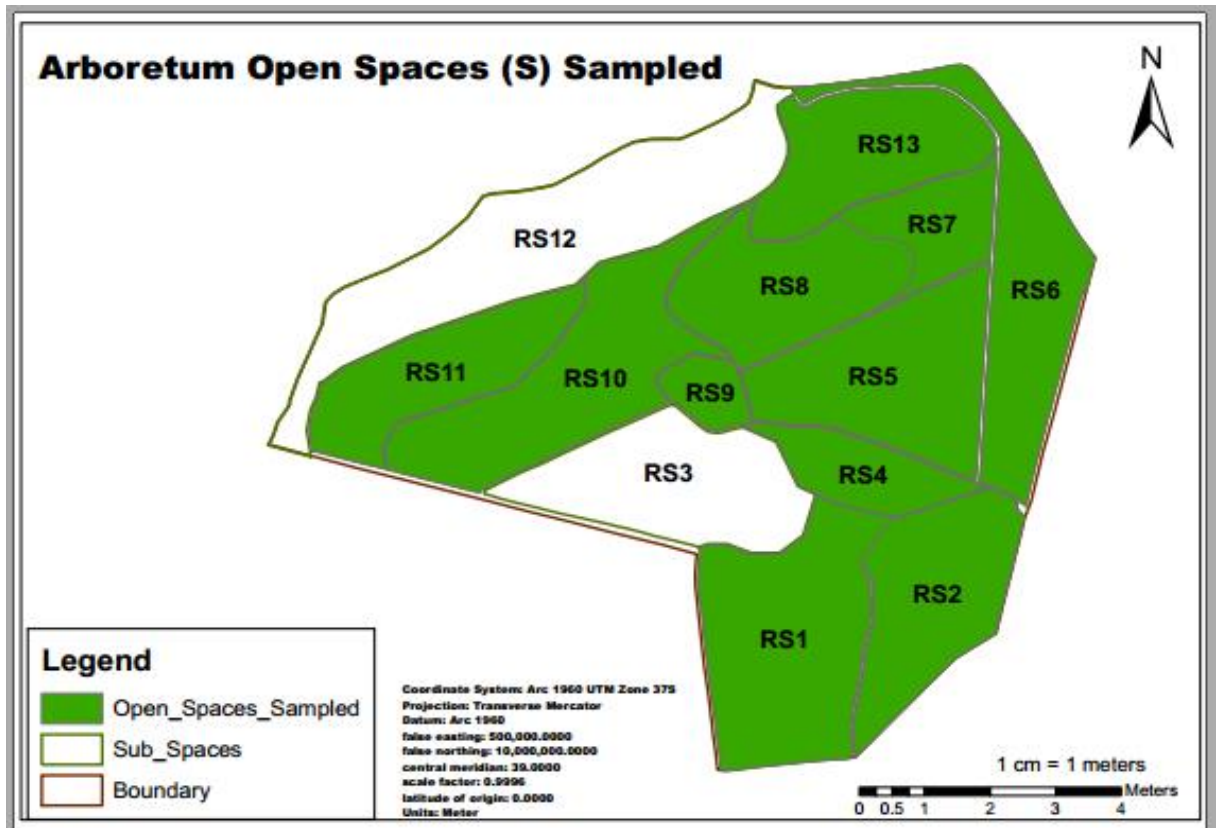 Arboretum Open Spaces (S) Sampled
N
RS13
RS7
RS12
RS8
RS6
RS11
RS10
RS5
RS9
RS3
RS4
RS2
RS1
Legend
Open_Spaces_Sampled
Sub_Spaces
Boundary
Coordinate System: Arc 1960 UTM Zone 37S
Projection: Transverse Mercator
Datum: Arc 1960
false easting: 500,000.0000
false northing: 10,000,000.0000
central meridian: 39.0000
scale factor: 0.9996
latitude of origin: 0.0000
Units: Meter
1 cm = 1 meters
Meters
0 0.5 1 2 3 4